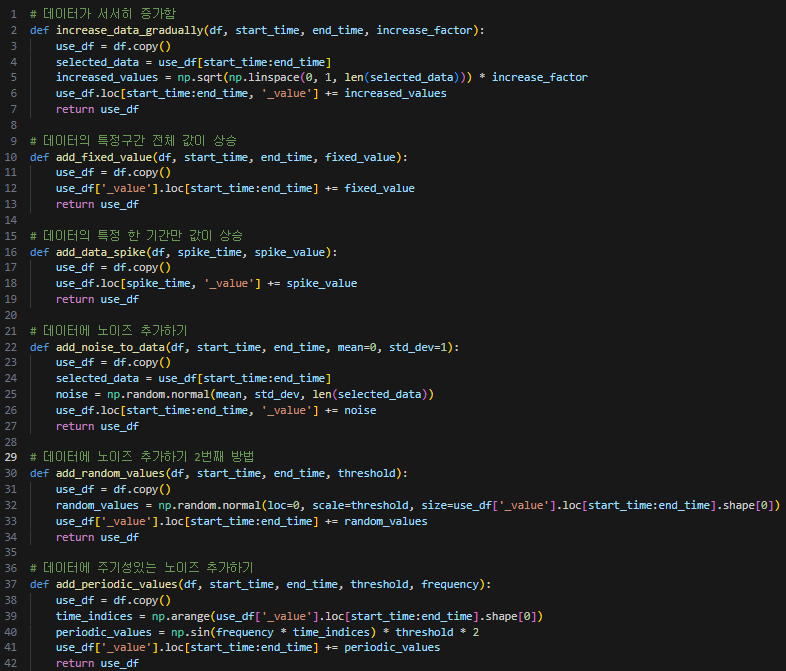 1 # 데이터가 서서히 증가함
2 def increase_data_gradually(df, start_time, end_time, increase_factor):
3     use_df = df.copy()
4     selected_data = use_df[start_time:end_time]
5     increased_values = np.sqrt(np.linspace(0, 1, len(selected_data))) * increase_factor
6     use_df.loc[start_time:end_time, '_value'] += increased_values
7     return use_df
8
9 # 데이터의 특정구간 전체 값이 상승
10 def add_fixed_value(df, start_time, end_time, fixed_value):
11     use_df = df.copy()
12     use_df['_value'].loc[start_time:end_time] += fixed_value
13     return use_df
14
15 # 데이터의 특정 한 기간만 값이 상승
16 def add_data_spike(df, spike_time, spike_value):
17     use_df = df.copy()
18     use_df.loc[spike_time, '_value'] += spike_value
19     return use_df
20
21 # 데이터에 노이즈 추가하기
22 def add_noise_to_data(df, start_time, end_time, mean=0, std_dev=1):
23     use_df = df.copy()
24     selected_data = use_df[start_time:end_time]
25     noise = np.random.normal(mean, std_dev, len(selected_data))
26     use_df.loc[start_time:end_time, '_value'] += noise
27     return use_df
28
29 # 데이터에 노이즈 추가하기 2번째 방법
30 def add_random_values(df, start_time, end_time, threshold):
31     use_df = df.copy()
32     random_values = np.random.normal(loc=0, scale=threshold, size=use_df['_value'].loc[start_time:end_time].shape[0])
33     use_df['_value'].loc[start_time:end_time] += random_values
34     return use_df
35
36 # 데이터에 주기성있는 노이즈 추가하기
37 def add_periodic_values(df, start_time, end_time, threshold, frequency):
38     use_df = df.copy()
39     time_indices = np.arange(use_df['_value'].loc[start_time:end_time].shape[0])
40     periodic_values = np.sin(frequency * time_indices) * threshold * 2
41     use_df['_value'].loc[start_time:end_time] += periodic_values
42     return use_df